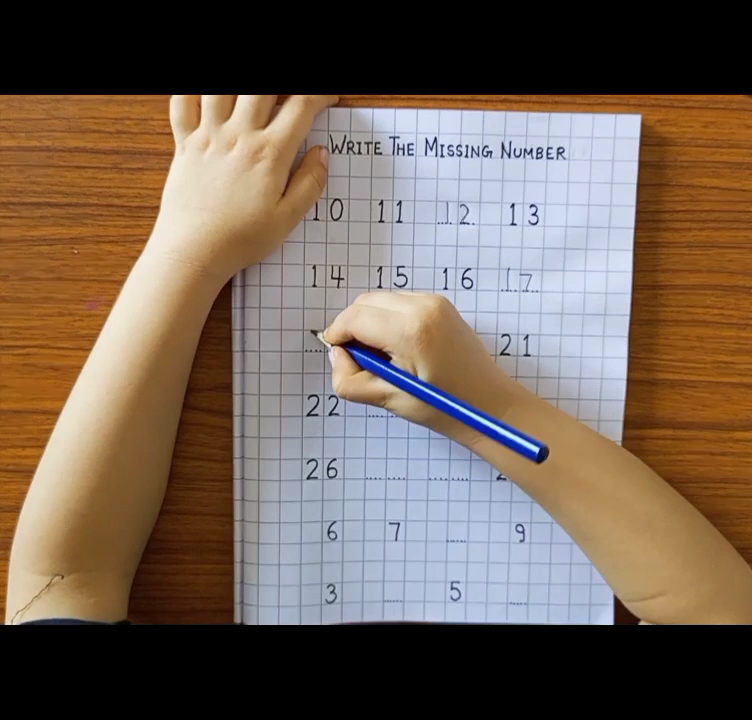 WRITE THE MISSING NUMBER
10 11 12 13
14 15 16 17
..... 21
22 .....
26 ..... .....
6 7 ..... 9
3 ..... 5 .....